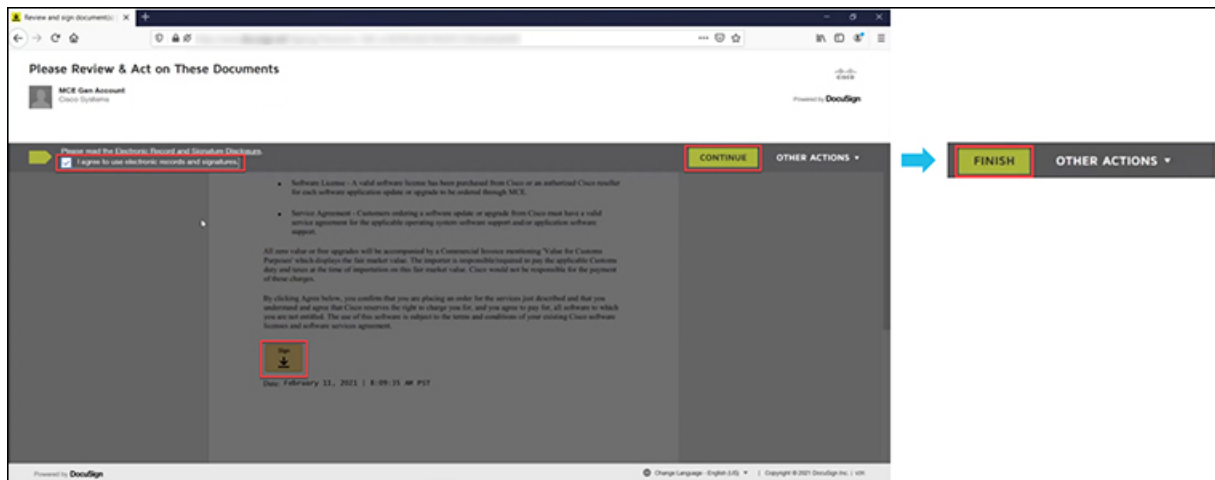 Review and sign document(s) |
Please Review & Act on These Documents
MCE Gen Account
Cisco Systems
CISCO
Powered by DocuSign
Please read the Electronic Record and Signature Disclosure.
I agree to use electronic records and signatures.
CONTINUE
OTHER ACTIONS
FINISH
OTHER ACTIONS
Software License - A valid software license has been purchased from Cisco or an authorized Cisco reseller
for each software application update or upgrade to be ordered through MCE.
Service Agreement - Customers ordering a software update or upgrade from Cisco must have a valid
service agreement for the applicable operating system software support and/or application software
support.
All zero value or free upgrades will be accompanied by a Commercial Invoice mentioning 'Value for Customs
Purposes' which displays the fair market value. The importer is responsible/required to pay the applicable Customs
duty and taxes at the time of importation on this fair market value. Cisco would not be responsible for the payment
of these charges.
By clicking Agree below, you confirm that you are placing an order for the services just described and that you
understand and agree that Cisco reserves the right to charge you for, and you agree to pay for, all software to which
you are not entitled. The use of this software is subject to the terms and conditions of your existing Cisco software
licenses and software services agreement.
Sign
Date: February 11, 2021 | 8:09:35 AM PST
Powered by DocuSign
Change Language - English (US) | Copyright © 2021 DocuSign Inc. |